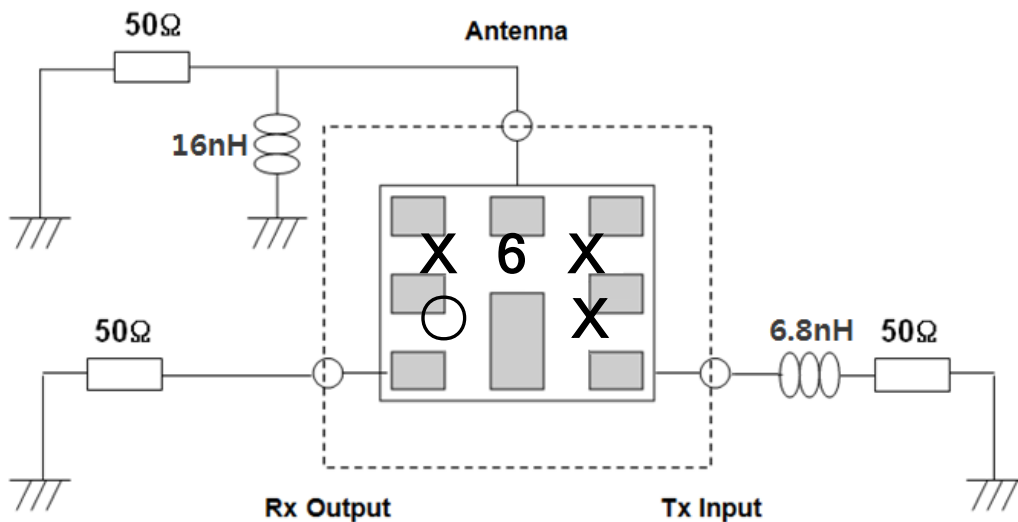 50Ω
Antenna
16nH
X 6 X
O X
50Ω
6.8nH 50Ω
Rx Output
Tx Input